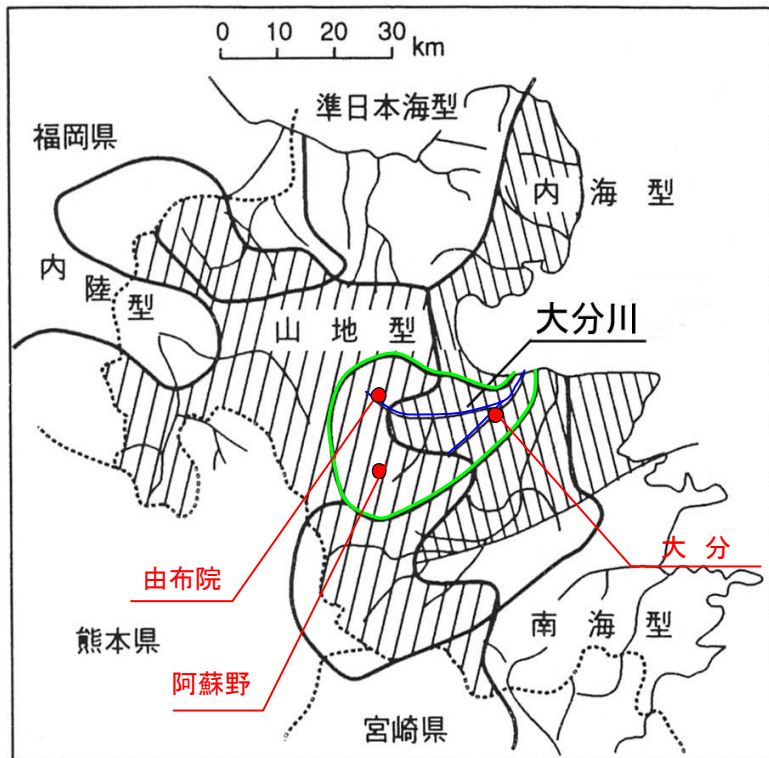 0 10 20 30
km
準日本海型
福岡県
内海型
内陸型
大分川
山地型
由布院
大分
南海型
熊本県
阿蘇野
宮崎県